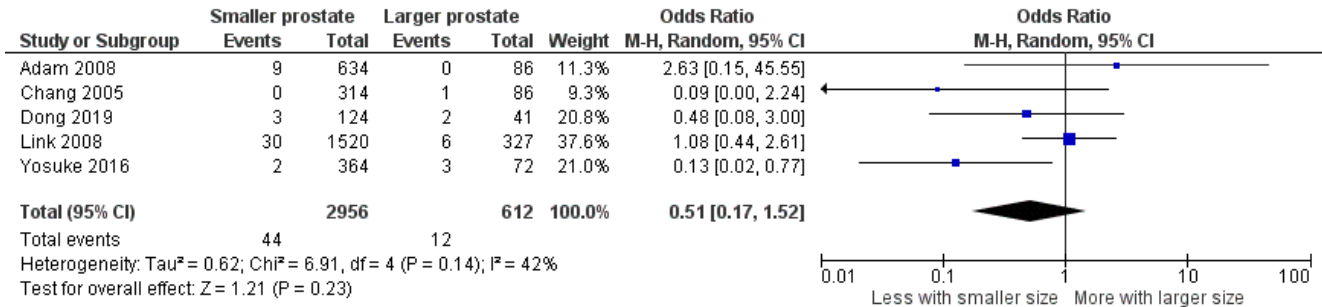 Smaller prostate Larger prostate Odds Ratio Odds Ratio
Study or Subgroup Events Total Events Total Weight M-H, Random, 95% CI M-H, Random, 95% CI
Adam 2008 9 634 0 86 11.3% 2.63 [0.15, 45.55]
Chang 2005 0 314 1 86 9.3% 0.09 [0.00, 2.24]
Dong 2019 3 124 2 41 20.8% 0.48 [0.08, 3.00]
Link 2008 30 1520 6 327 37.6% 1.08 [0.44, 2.61]
Yosuke 2016 2 364 3 72 21.0% 0.13 [0.02, 0.77]
Total (95% CI) 2956 612 100.0% 0.51 [0.17, 1.52]
Total events 44 12
Heterogeneity: Tau² = 0.62; Chi² = 6.91, df = 4 (P = 0.14); I² = 42%
Test for overall effect: Z = 1.21 (P = 0.23)
0.01 0.1 1 10 100
Less with smaller size More with larger size